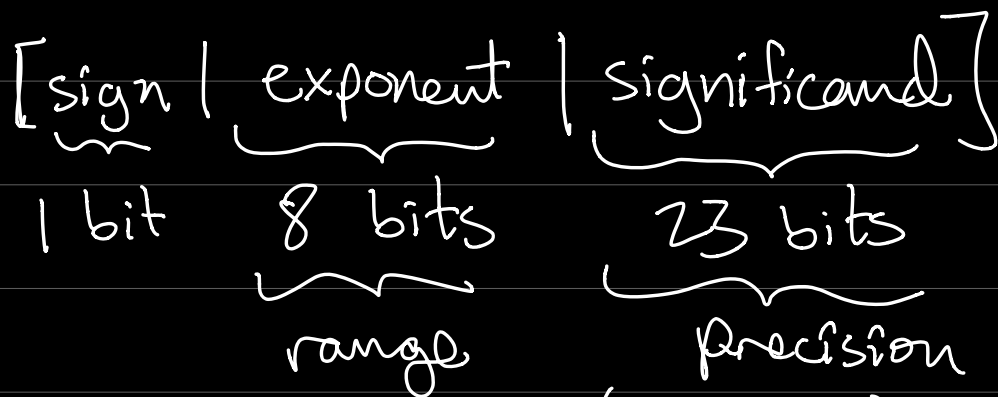 [sign | exponent | significand]
1 bit 8 bits 23 bits
range precision